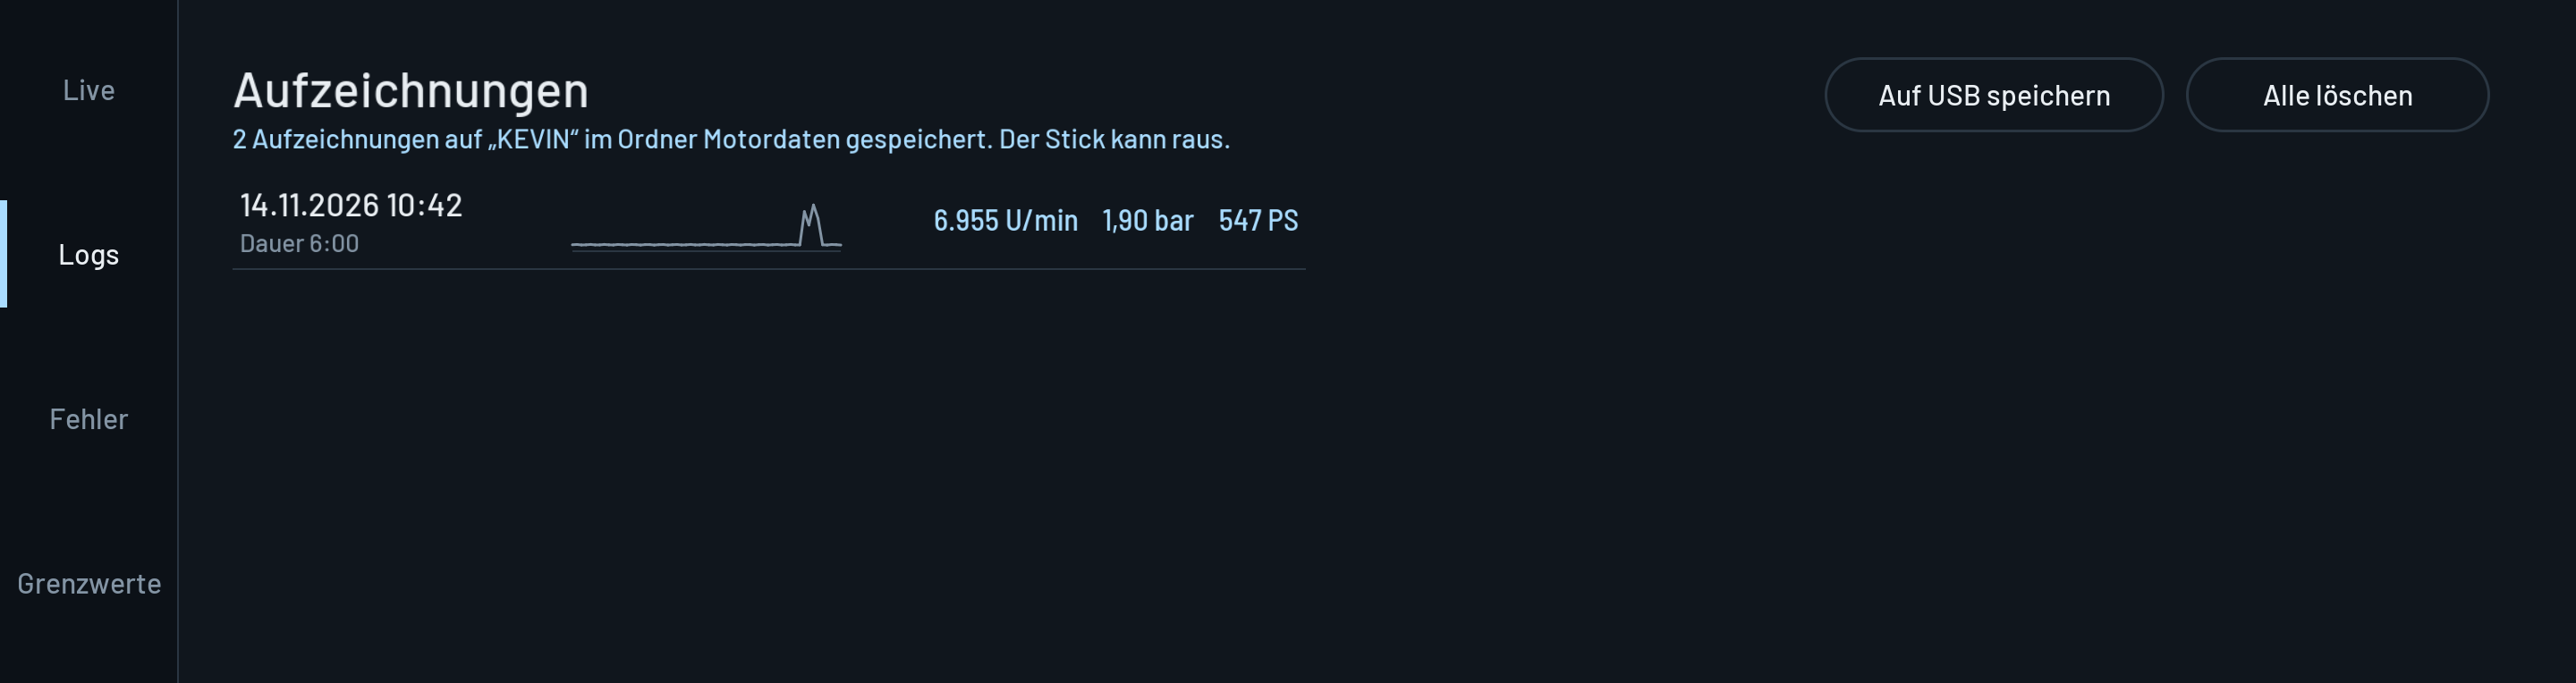 Live
Logs
Fehler
Grenzwerte
Aufzeichnungen
2 Aufzeichnungen auf „KEVIN“ im Ordner Motordaten gespeichert. Der Stick kann raus.
Auf USB speichern
Alle löschen
14.11.2026 10:42
Dauer 6:00
6.955 U/min 1,90 bar 547 PS